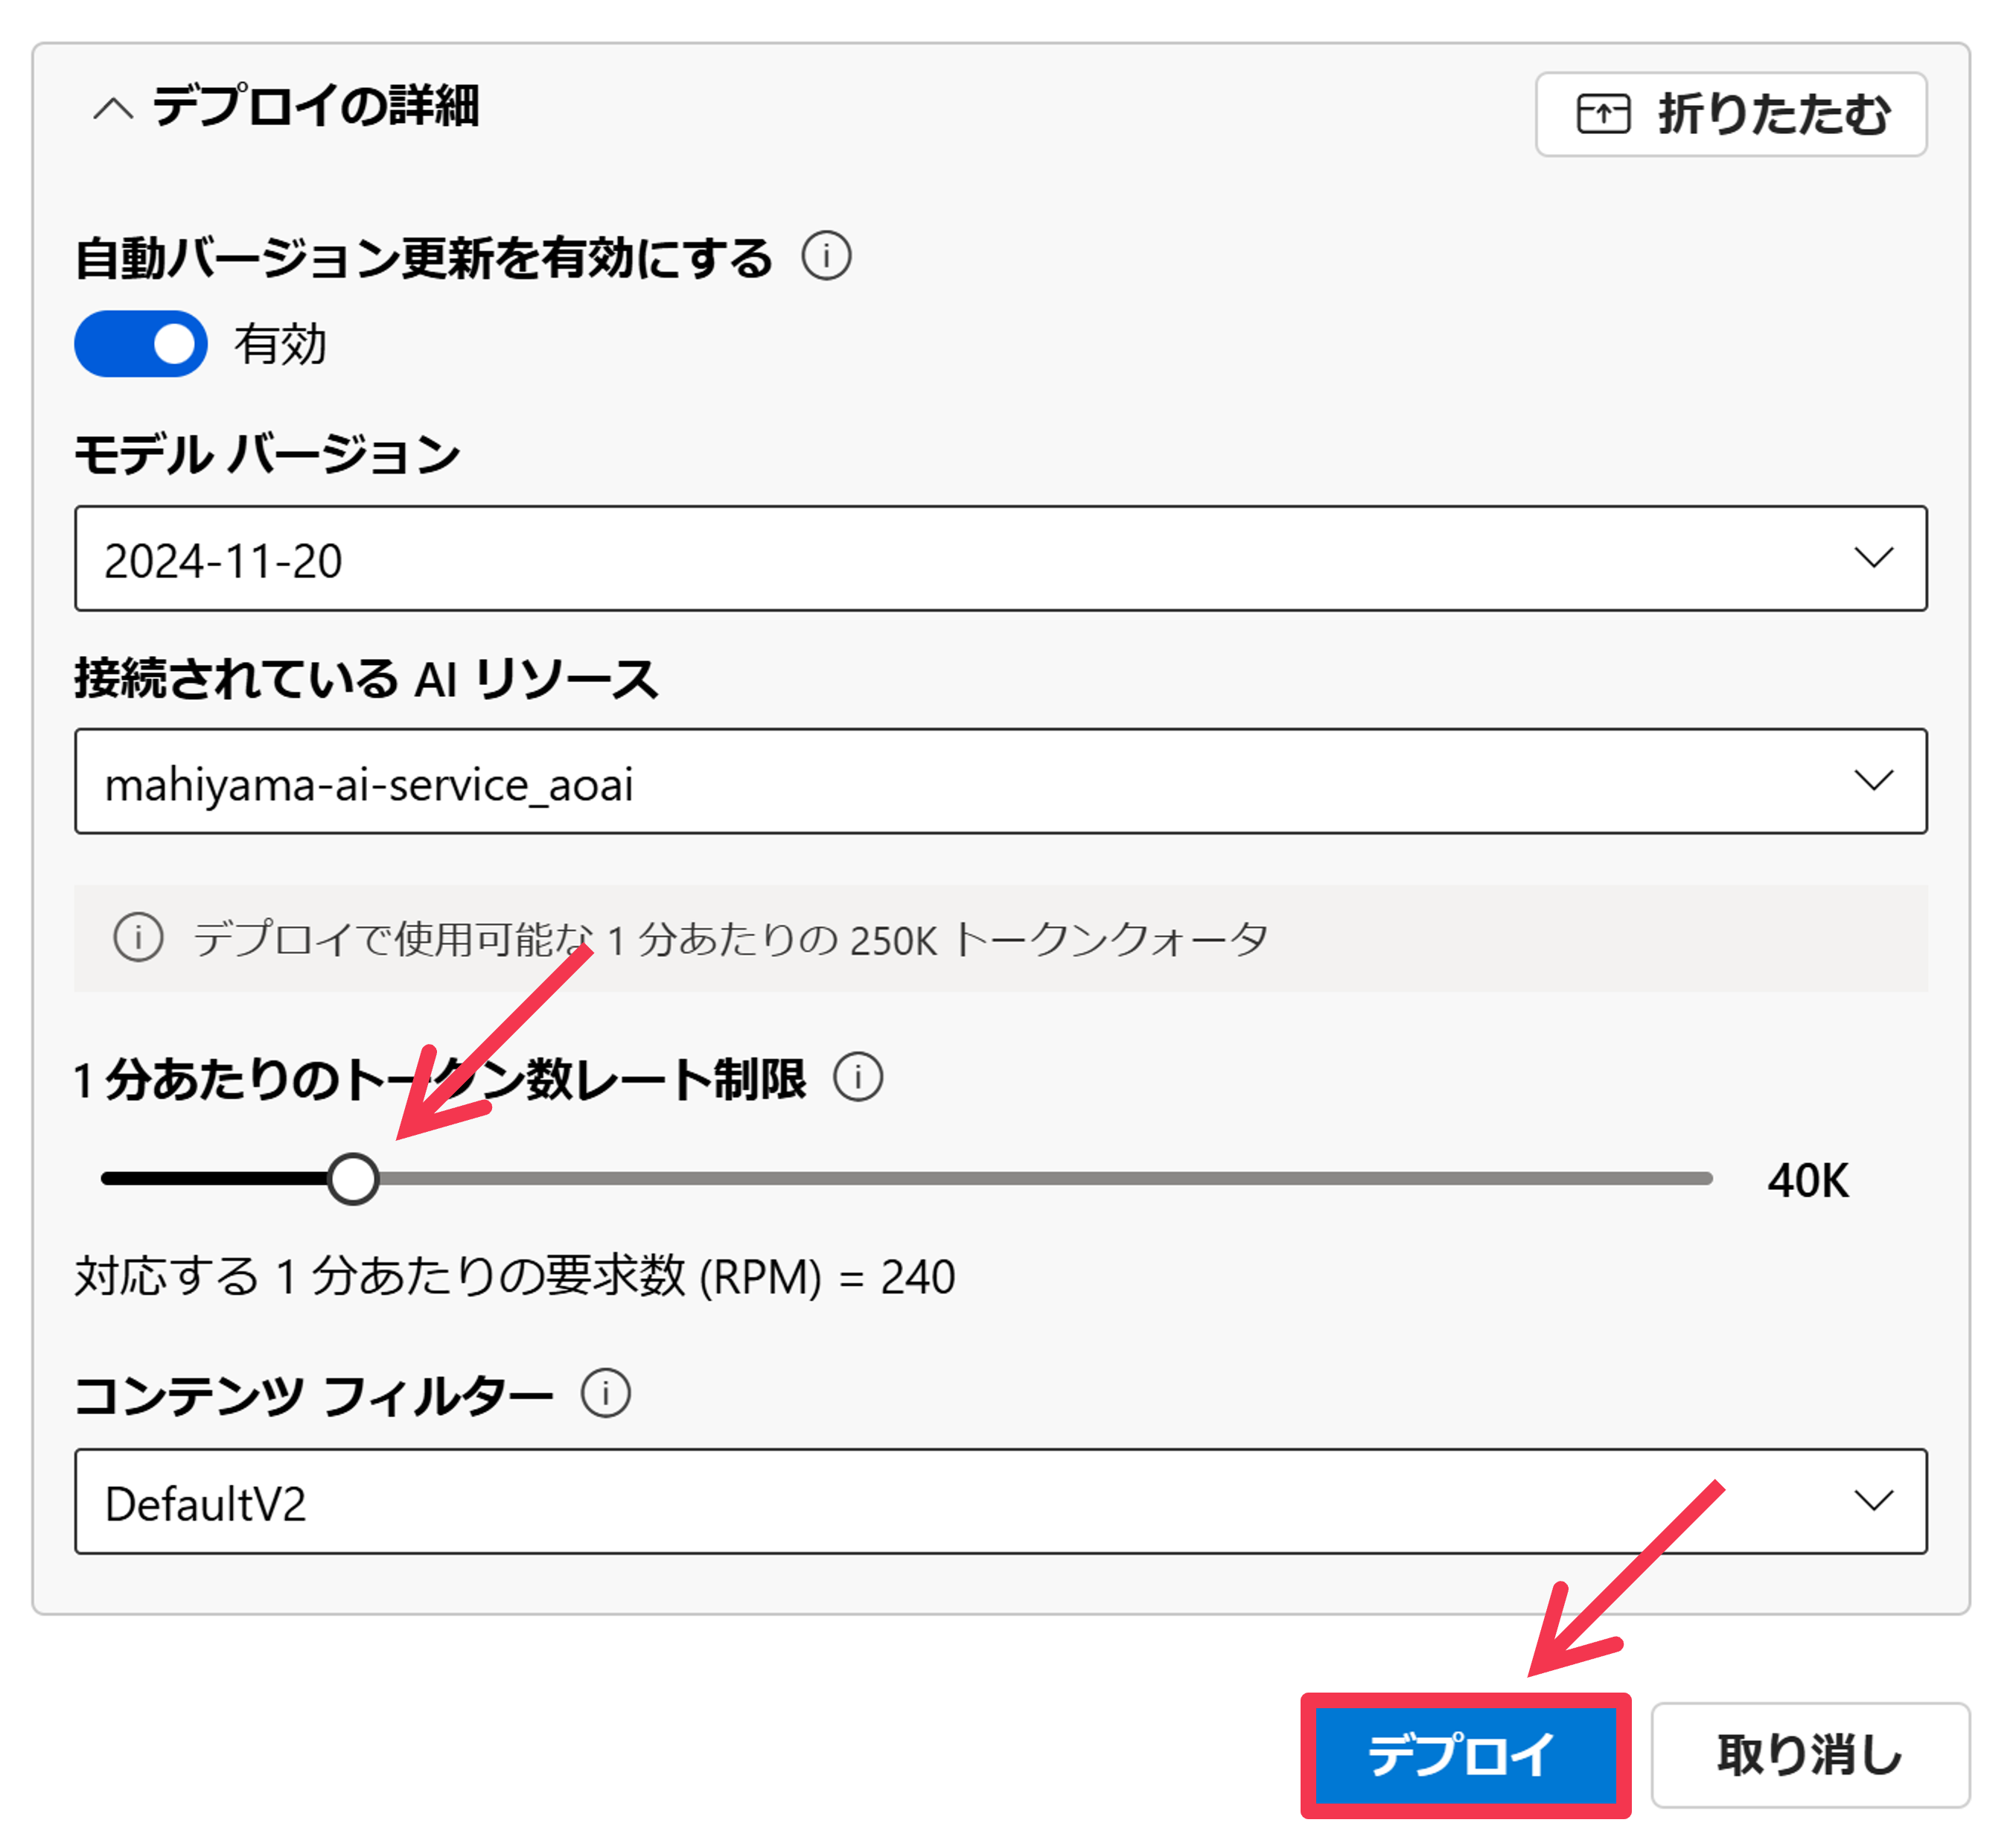 デプロイの詳細
折りたたむ
自動バージョン更新を有効にする
有効
モデル バージョン
2024-11-20
接続されている AI リソース
mahiyama-ai-service_aoai
デプロイで使用可能な 1 分あたりの 250K トークンクォータ
1 分あたりのトークン数レート制限
40K
対応する 1 分あたりの要求数 (RPM) = 240
コンテンツ フィルター
DefaultV2
デプロイ
取り消し